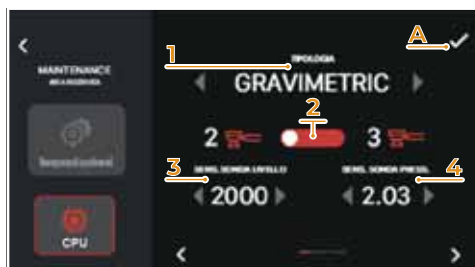 A
1
TIPOLOGIA
MAINTENANCE
GRAVIMETRIC
2
2
3
3
SENS. SONDA LIVELLO
SENS. SONDA PRESS.
4
2000
2.03
CPU